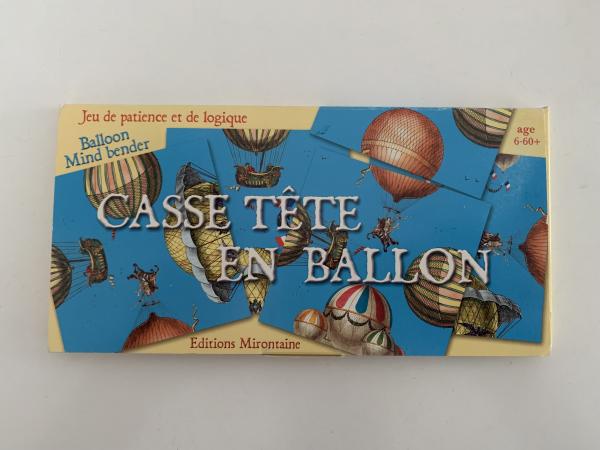 Jeu de patience et de logique
Balloon
Mind bender
age
6-60+
CASSE TÊTE
EN BALLON
Editions Mirontaine